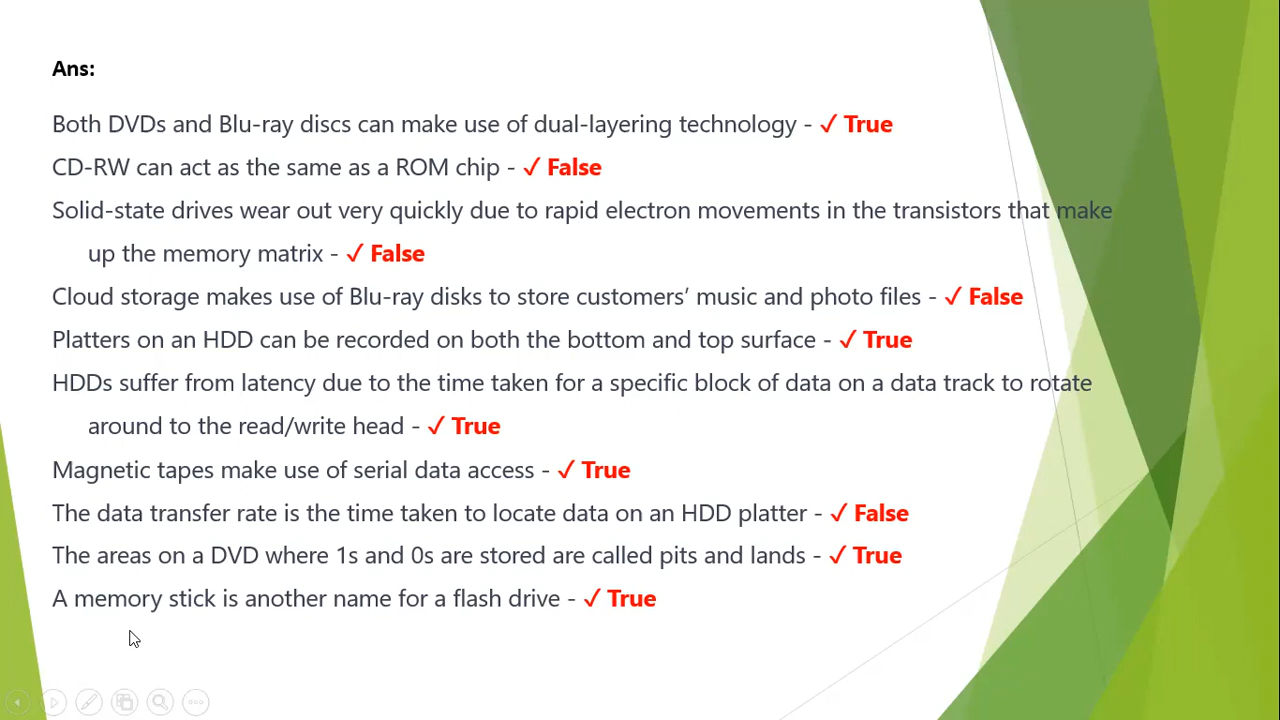 Ans:
Both DVDs and Blu-ray discs can make use of dual-layering technology - ✓ True
CD-RW can act as the same as a ROM chip - ✓ False
Solid-state drives wear out very quickly due to rapid electron movements in the transistors that make
up the memory matrix - ✓ False
Cloud storage makes use of Blu-ray disks to store customers’ music and photo files - ✓ False
Platters on an HDD can be recorded on both the bottom and top surface - ✓ True
HDDs suffer from latency due to the time taken for a specific block of data on a data track to rotate
around to the read/write head - ✓ True
Magnetic tapes make use of serial data access - ✓ True
The data transfer rate is the time taken to locate data on an HDD platter - ✓ False
The areas on a DVD where 1s and 0s are stored are called pits and lands - ✓ True
A memory stick is another name for a flash drive - ✓ True